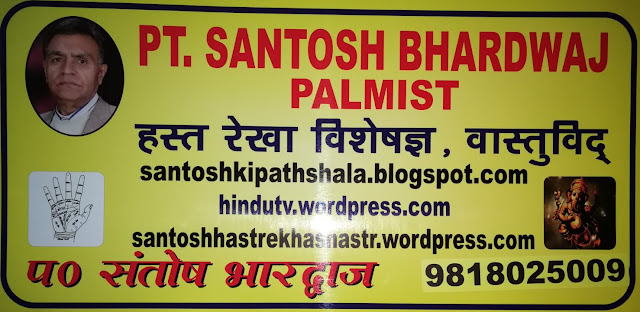 PT. SANTOSH BHARDWAJ
PALMIST
हस्त रेखा विशेषज्ञ, वास्तुविद्
santoshkipathshala.blogspot.com
hindutv.wordpress.com
santoshhastrekhashastr.wordpress.com
प० संतोष भारद्वाज 9818025009